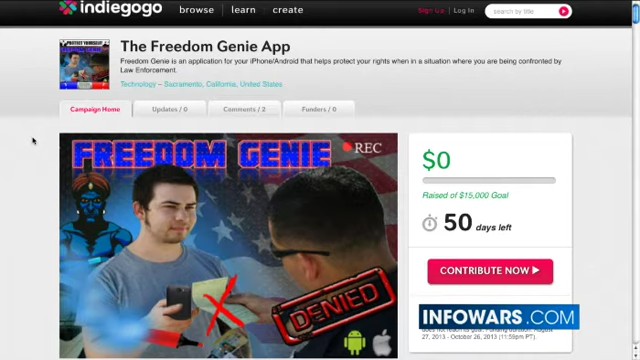 indiegogo
browse learn create
Sign Up Log In
search by title
The Freedom Genie App
Freedom Genie is an application for your iPhone/Android that helps protect your rights when in a situation where you are being confronted by
Law Enforcement.
Technology – Sacramento, California, United States
Campaign Home
Updates / 0
Comments / 2
Funders / 0
FREEDOM GENIE
REC
DENIED
$0
Raised of $15,000 Goal
50 days left
CONTRIBUTE NOW
INFOWARS.COM
27, 2013 - October 26, 2013 (11:59pm PT).